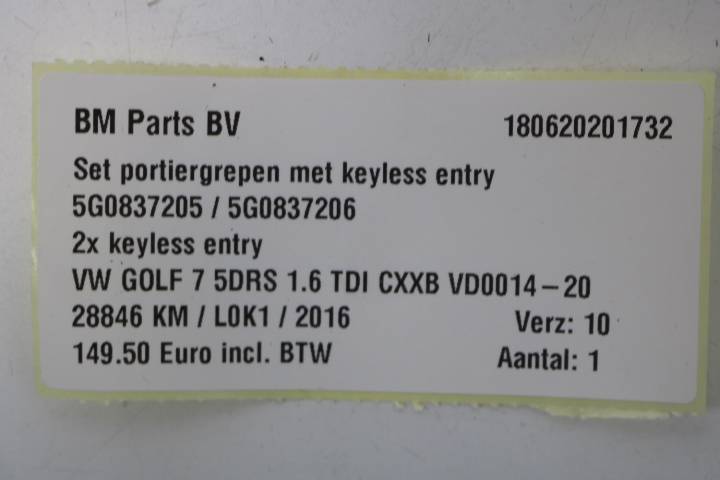 BM Parts BV 180620201732
Set portiergrepen met keyless entry
5G0837205 / 5G0837206
2x keyless entry
VW GOLF 7 5DRS 1.6 TDI CXXB VD0014-20
28846 KM / L0K1 / 2016 Verz: 10
149.50 Euro incl. BTW Aantal: 1